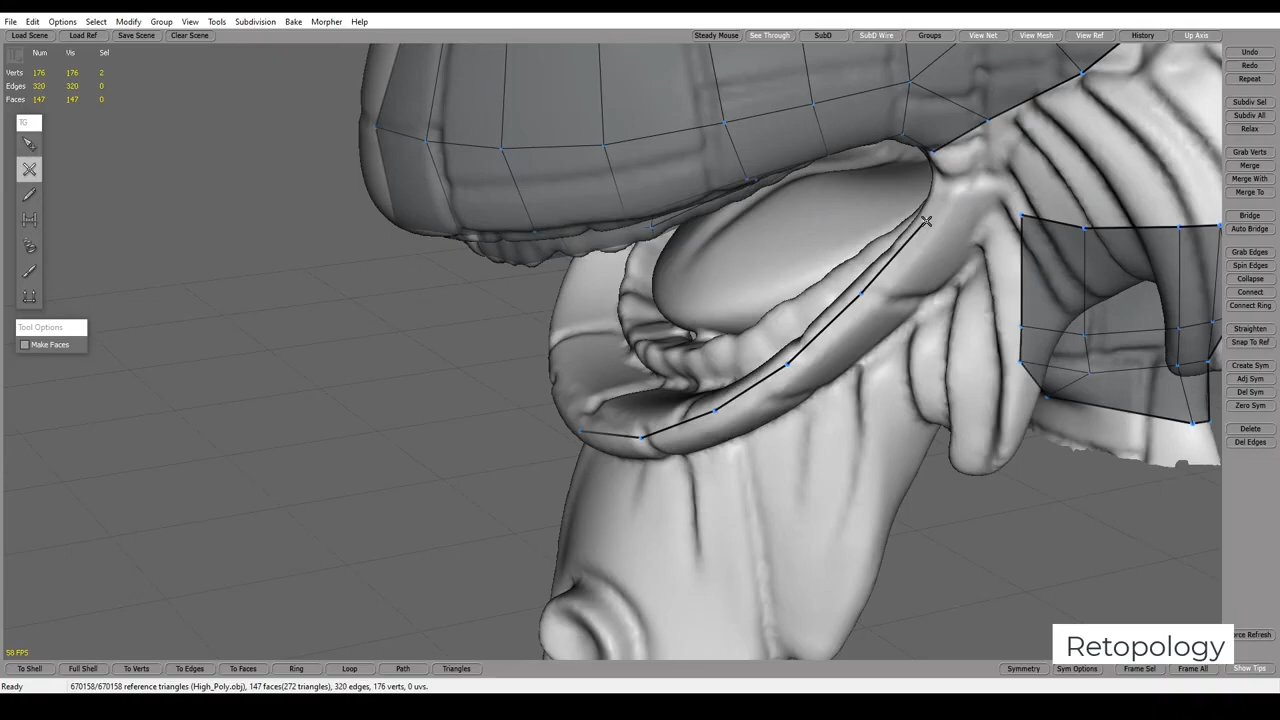 File Edit Options Select Modify Group View Tools Subdivision Bake Morpher Help
Load Scene Load Ref Save Scene Clear Scene Steady Mouse See Through SubD SubD Wire Groups View Net View Mesh View Ref History Up Axis
Num Vis Sel
Verts 176 176 2
Edges 320 320 0
Faces 147 147 0
TG
Tool Options
Make Faces
Undo
Redo
Repeat
Subdiv Sel
Subdiv All
Relax
Grab Verts
Merge
Merge With
Merge To
Bridge
Auto Bridge
Grab Edges
Spin Edges
Collapse
Connect
Connect Ring
Straighten
Snap To Ref
Create Sym
Adj Sym
Del Sym
Zero Sym
Delete
Del Edges
Retopology
orce Refresh
58 FPS
To Shell Full Shell To Verts To Edges To Faces Ring Loop Path Triangles Symmetry Sym Options Frame Sel Frame All Show Tips
Ready 670158/670158 reference triangles (High_Poly.obj), 147 faces(272 triangles), 320 edges, 176 verts, 0 uvs.